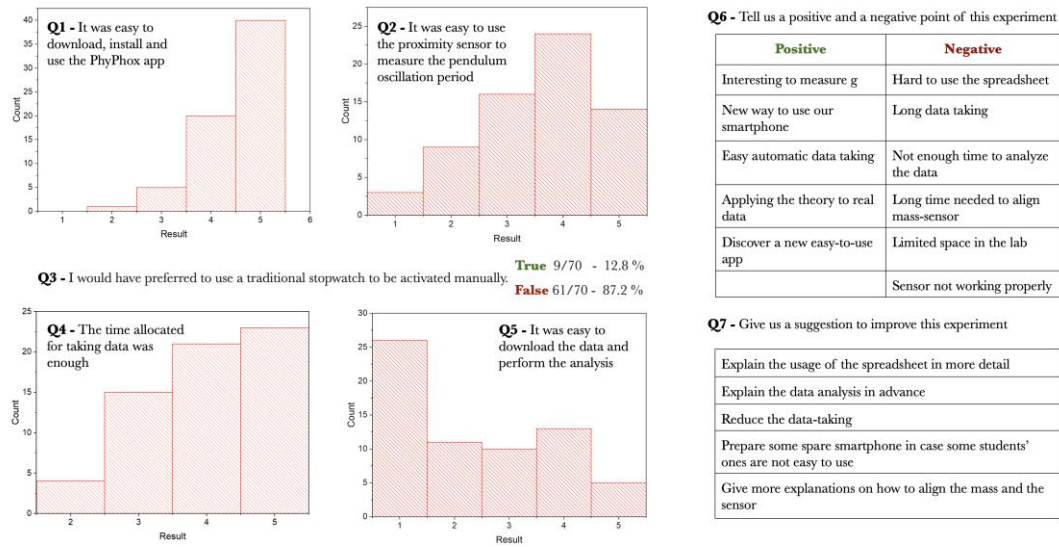 Q1 - It was easy to
download, install and
use the PhyPhox app
40
35
30
25
20
15
10
5
0
Count
1 2 3 4 5 6
Result
Q2 - It was easy to use
the proximity sensor to
measure the pendulum
oscillation period
25
20
15
10
5
0
Count
1 2 3 4 5
Result
Q3 - I would have preferred to use a traditional stopwatch to be activated manually.
True 9/70 - 12.8 %
False 61/70 - 87.2 %
Q4 - The time allocated
for taking data was
enough
25
20
15
10
5
0
Count
2 3 4 5
Result
Q5 - It was easy to
download the data and
perform the analysis
30
25
20
15
10
5
0
Count
1 2 3 4 5
Result
Q6 - Tell us a positive and a negative point of this experiment
Positive Negative
Interesting to measure g Hard to use the spreadsheet
New way to use our Long data taking
smartphone
Easy automatic data taking Not enough time to analyze
the data
Applying the theory to real Long time needed to align
data mass-sensor
Discover a new easy-to-use Limited space in the lab
app
Sensor not working properly
Q7 - Give us a suggestion to improve this experiment
Explain the usage of the spreadsheet in more detail
Explain the data analysis in advance
Reduce the data-taking
Prepare some spare smartphone in case some students'
ones are not easy to use
Give more explanations on how to align the mass and the
sensor